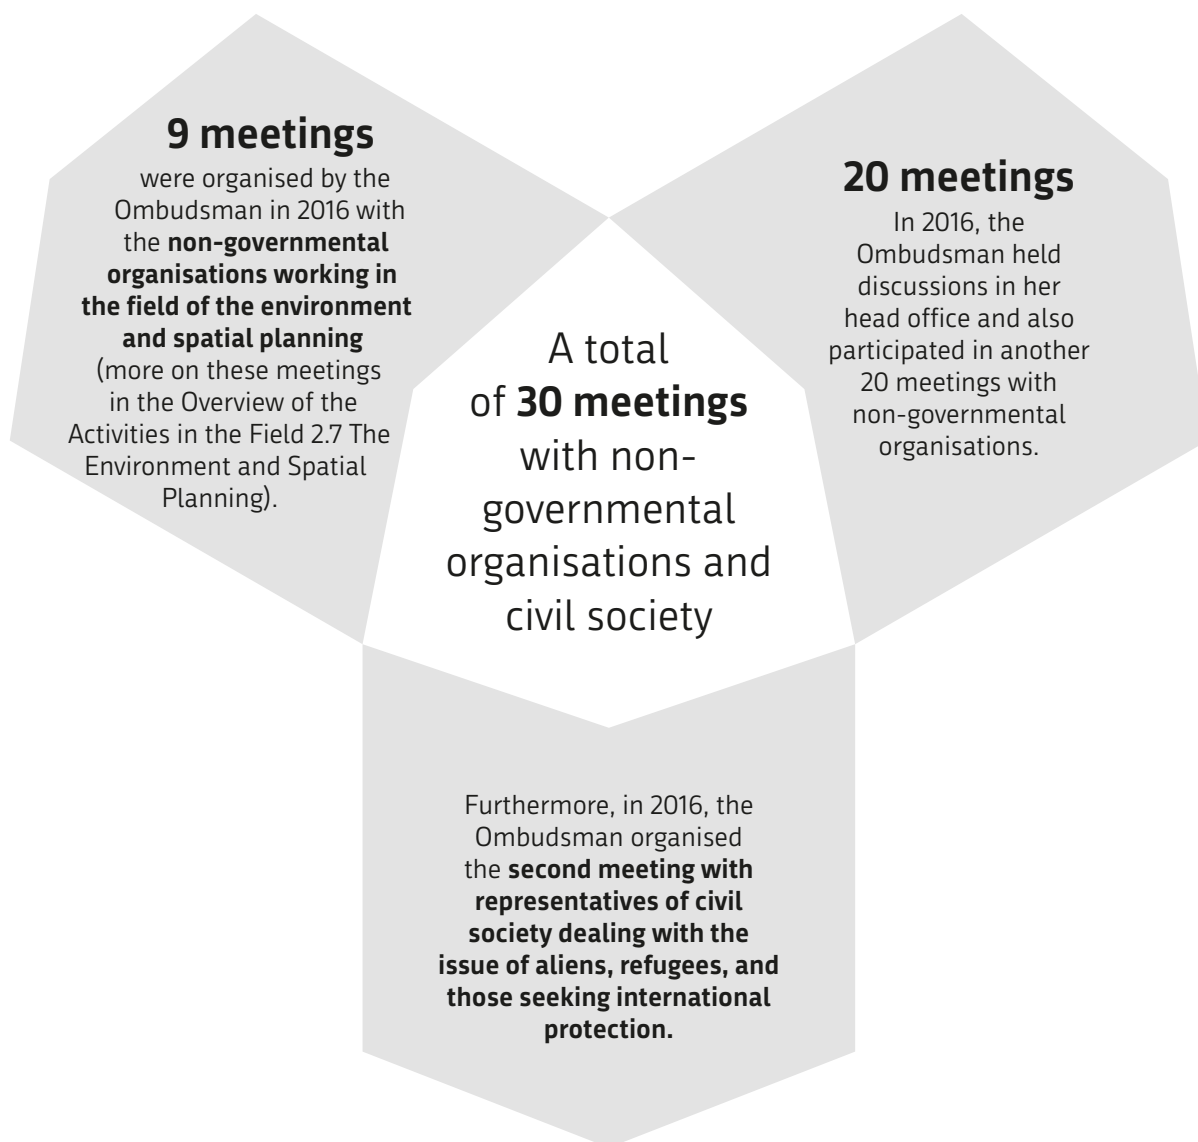 9 meetings
were organised by the
Ombudsman in 2016 with
the non-governmental
organisations working in
the field of the environment
and spatial planning
(more on these meetings
in the Overview of the
Activities in the Field 2.7 The
Environment and Spatial
Planning).
20 meetings
In 2016, the
Ombudsman held
discussions in her
head office and also
participated in another
20 meetings with
non-governmental
organisations.
A total
of 30 meetings
with non-
governmental
organisations and
civil society
Furthermore, in 2016, the
Ombudsman organised
the second meeting with
representatives of civil
society dealing with the
issue of aliens, refugees, and
those seeking international
protection.